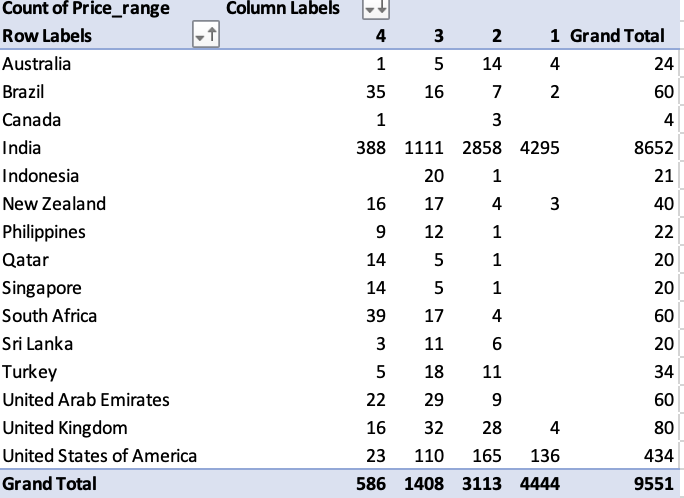 Count of Price_range Column Labels
Row Labels 4 3 2 1 Grand Total
Australia 1 5 14 4 24
Brazil 35 16 7 2 60
Canada 1 3 4
India 388 1111 2858 4295 8652
Indonesia 20 1 21
New Zealand 16 17 4 3 40
Philippines 9 12 1 22
Qatar 14 5 1 20
Singapore 14 5 1 20
South Africa 39 17 4 60
Sri Lanka 3 11 6 20
Turkey 5 18 11 34
United Arab Emirates 22 29 9 60
United Kingdom 16 32 28 4 80
United States of America 23 110 165 136 434
Grand Total 586 1408 3113 4444 9551